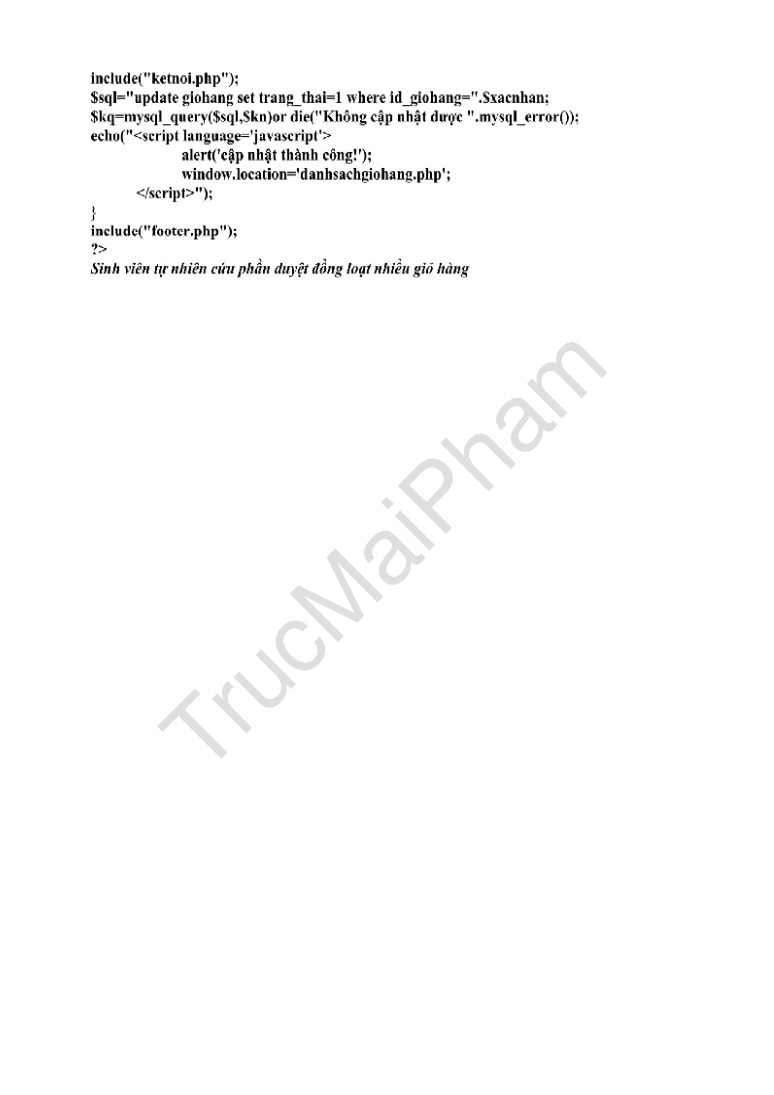 include("ketnoi.php");
$sql="update giohang set trang_thai=1 where id_giohang=".$xacnhan;
$kq=mysql_query($sql,$kn)or die("Không cập nhật được ".mysql_error());
echo("<script language='javascript'>
alert('cập nhật thành công!');
window.location='danhsachgiohang.php';
</script>");
}
include("footer.php");
?>
Sinh viên tự nhiên cứu phần duyệt đồng loạt nhiều giỏ hàng
TrucMaiPham